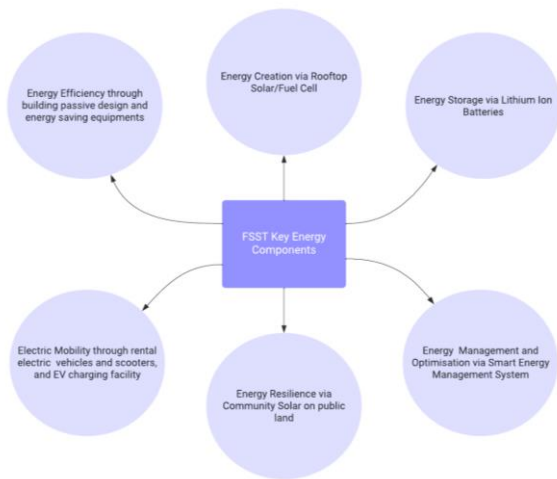 Energy Creation via Rooftop
Solar/Fuel Cell
Energy Efficiency through
building passive design and
energy saving equipments
Energy Storage via Lithium Ion
Batteries
FSST Key Energy
Components
Electric Mobility through rental
electric vehicles and scooters,
and EV charging facility
Energy Management and
Optimisation via Smart Energy
Management System
Energy Resilience via
Community Solar on public
land